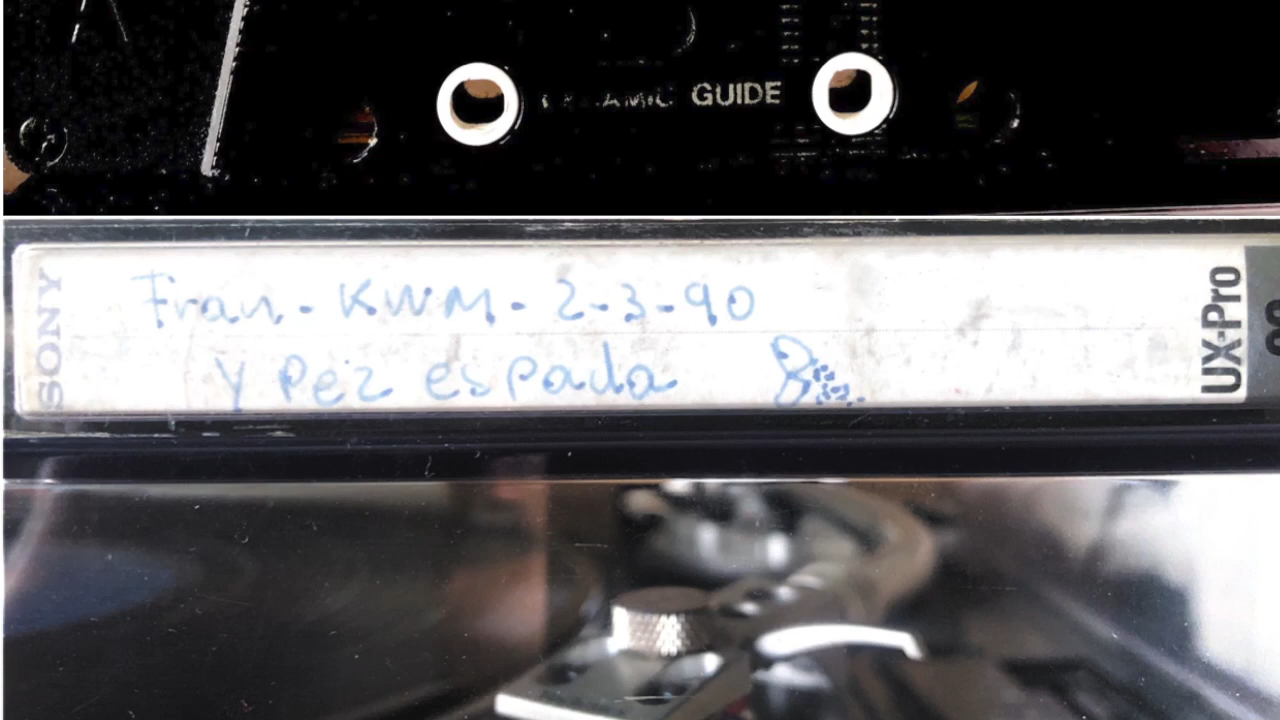 GUIDE
SONY
Fran - KWM - 2-3-90
y Pez espada
UX-Pro